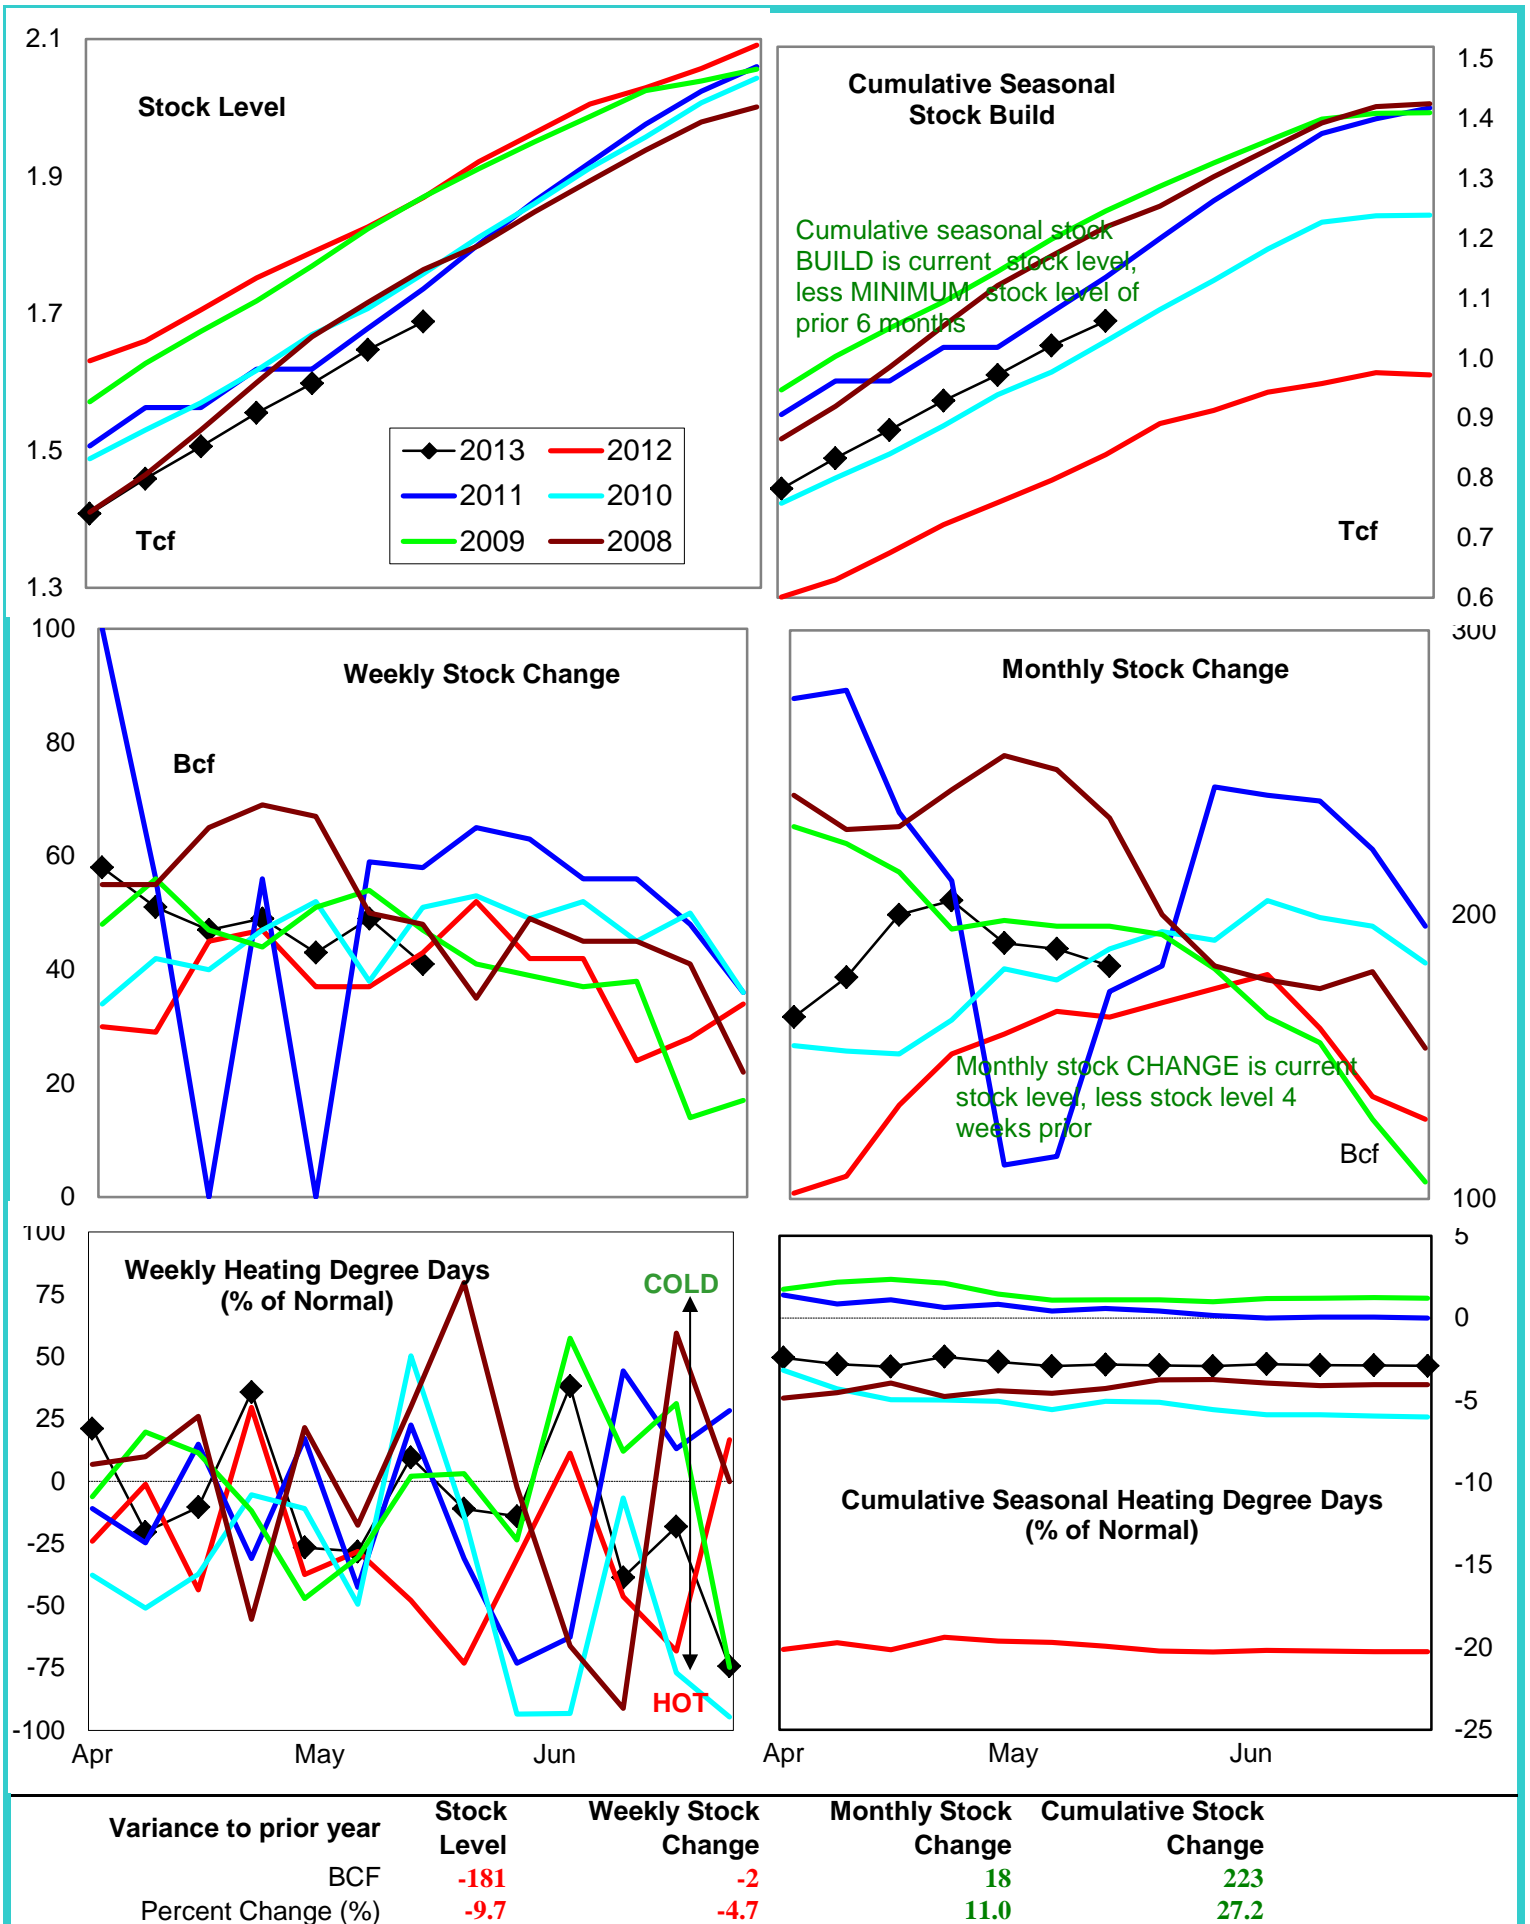 2.1
1.9
1.7
1.5
1.3
Stock Level
Tcf
2013
2012
2011
2010
2009
2008
Cumulative Seasonal
Stock Build
Cumulative seasonal stock
BUILD is current stock level,
less MINIMUM stock level of
prior 6 months
Tcf
1.5
1.4
1.3
1.2
1.1
1.0
0.9
0.8
0.7
0.6
100
80
60
40
20
0
Weekly Stock Change
Bcf
Monthly Stock Change
Monthly stock CHANGE is current
stock level, less stock level 4
weeks prior
Bcf
300
200
100
100
75
50
25
0
-25
-50
-75
-100
Weekly Heating Degree Days
(% of Normal)
COLD
HOT
Apr
May
Jun
5
0
-5
-10
-15
-20
-25
Cumulative Seasonal Heating Degree Days
(% of Normal)
Apr
May
Jun
Variance to prior year
Stock
Level
Weekly Stock
Change
Monthly Stock
Change
Cumulative Stock
Change
BCF -181 -2 18 223
Percent Change (%) -9.7 -4.7 11.0 27.2